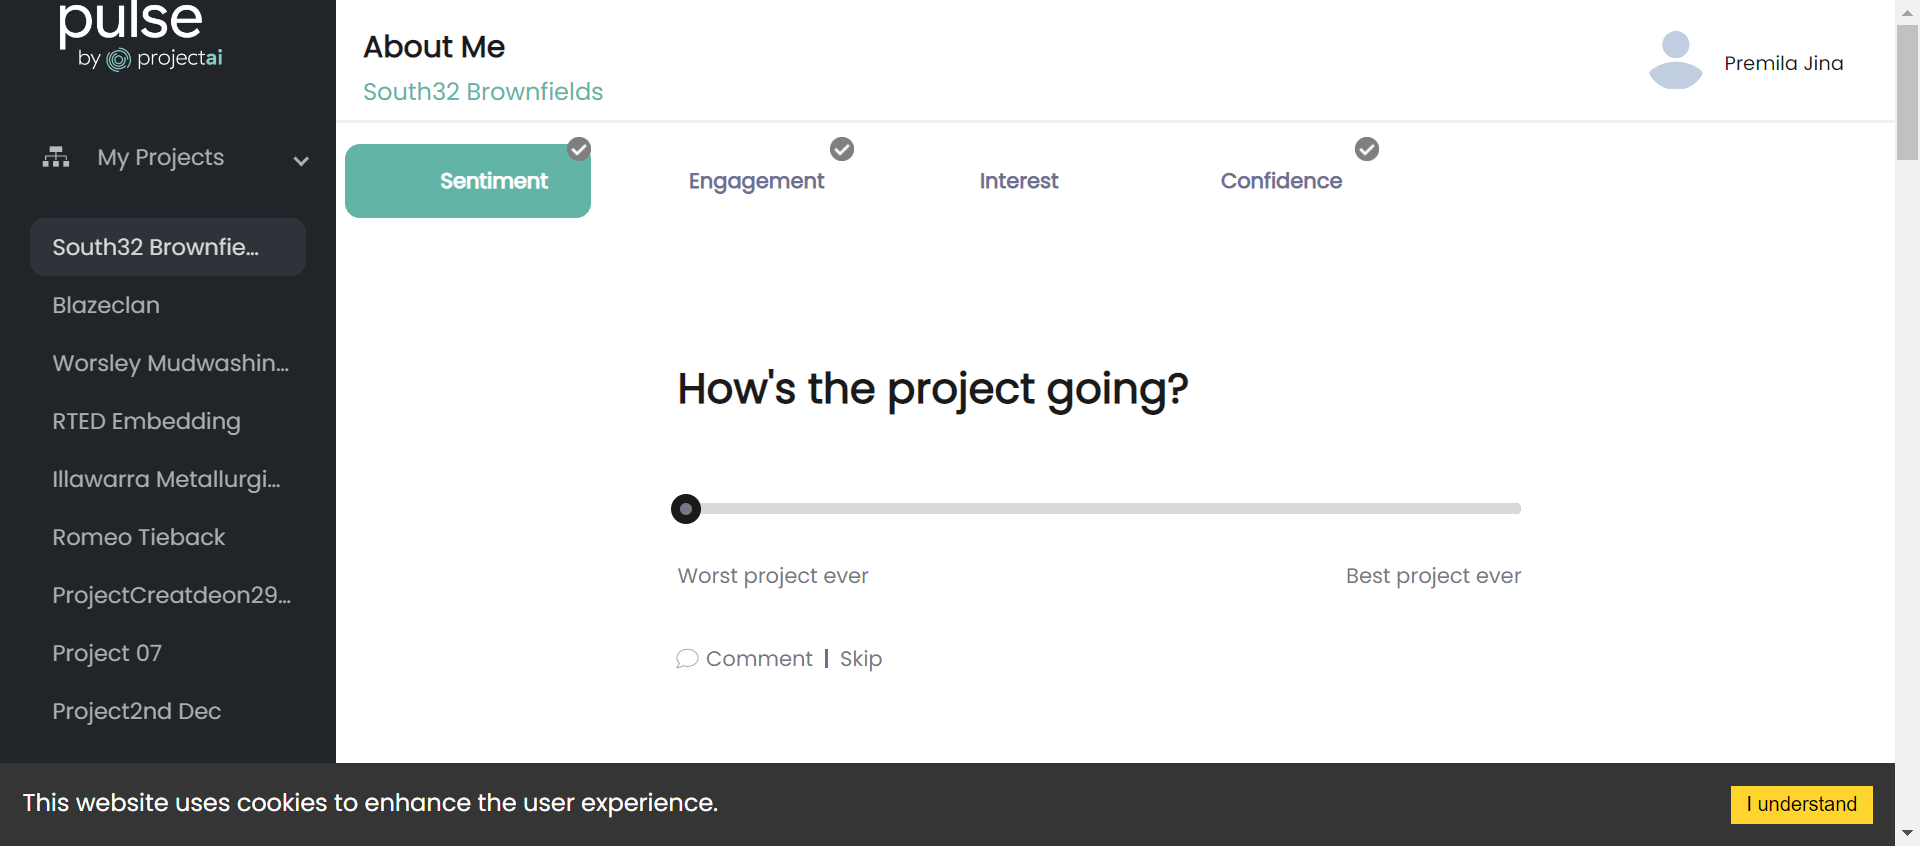 pulse
by projectai
My Projects
South32 Brownfie...
Blazeclan
Worsley Mudwashin...
RTED Embedding
Illawarra Metallurgi...
Romeo Tieback
ProjectCreatdeon29...
Project 07
Project2nd Dec
About Me
South32 Brownfields
Premila Jina
Sentiment
Engagement
Interest
Confidence
How's the project going?
Worst project ever
Best project ever
Comment | Skip
This website uses cookies to enhance the user experience.
I understand